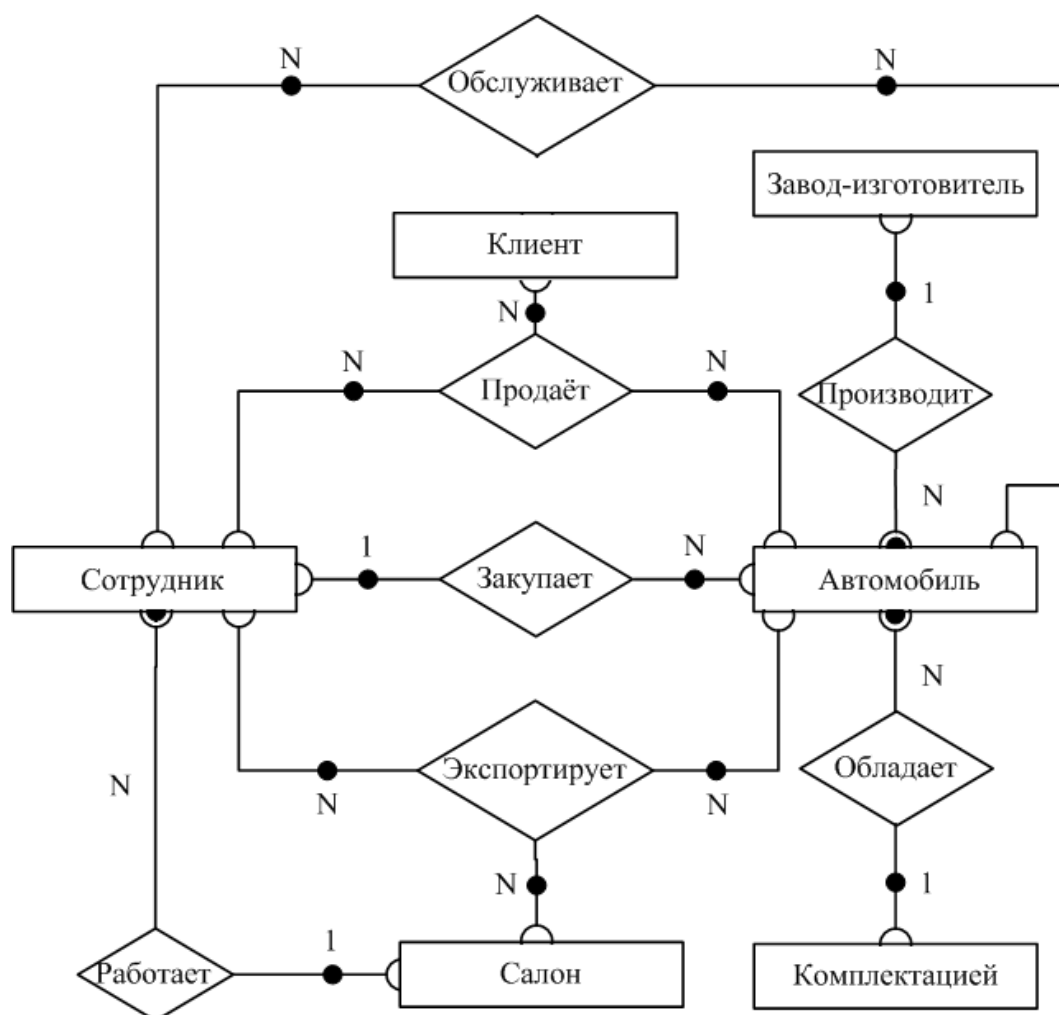 N
N
Обслуживает
Завод-изготовитель
Клиент
1
N
N
N
Продаёт
Производит
N
Сотрудник
1
Закупает
N
Автомобиль
N
N
Экспортирует
Обладает
N
N
N
1
Работает
1
Салон
Комплектацией